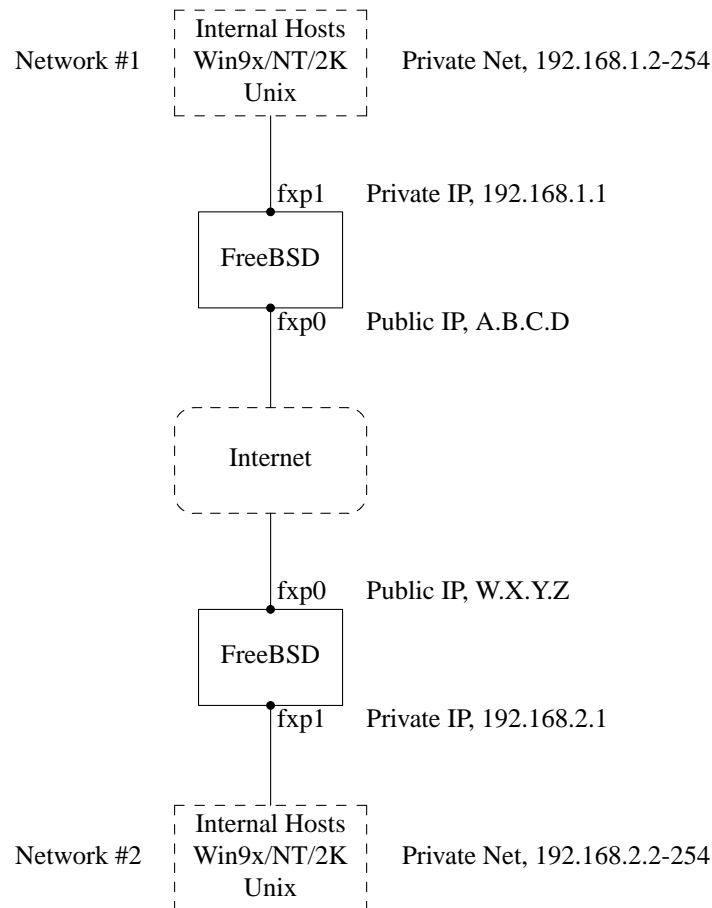 Internal Hosts
Network #1 Win9x/NT/2K Private Net, 192.168.1.2-254
Unix
fxp1 Private IP, 192.168.1.1
FreeBSD
fxp0 Public IP, A.B.C.D
Internet
fxp0 Public IP, W.X.Y.Z
FreeBSD
fxp1 Private IP, 192.168.2.1
Internal Hosts
Network #2 Win9x/NT/2K Private Net, 192.168.2.2-254
Unix